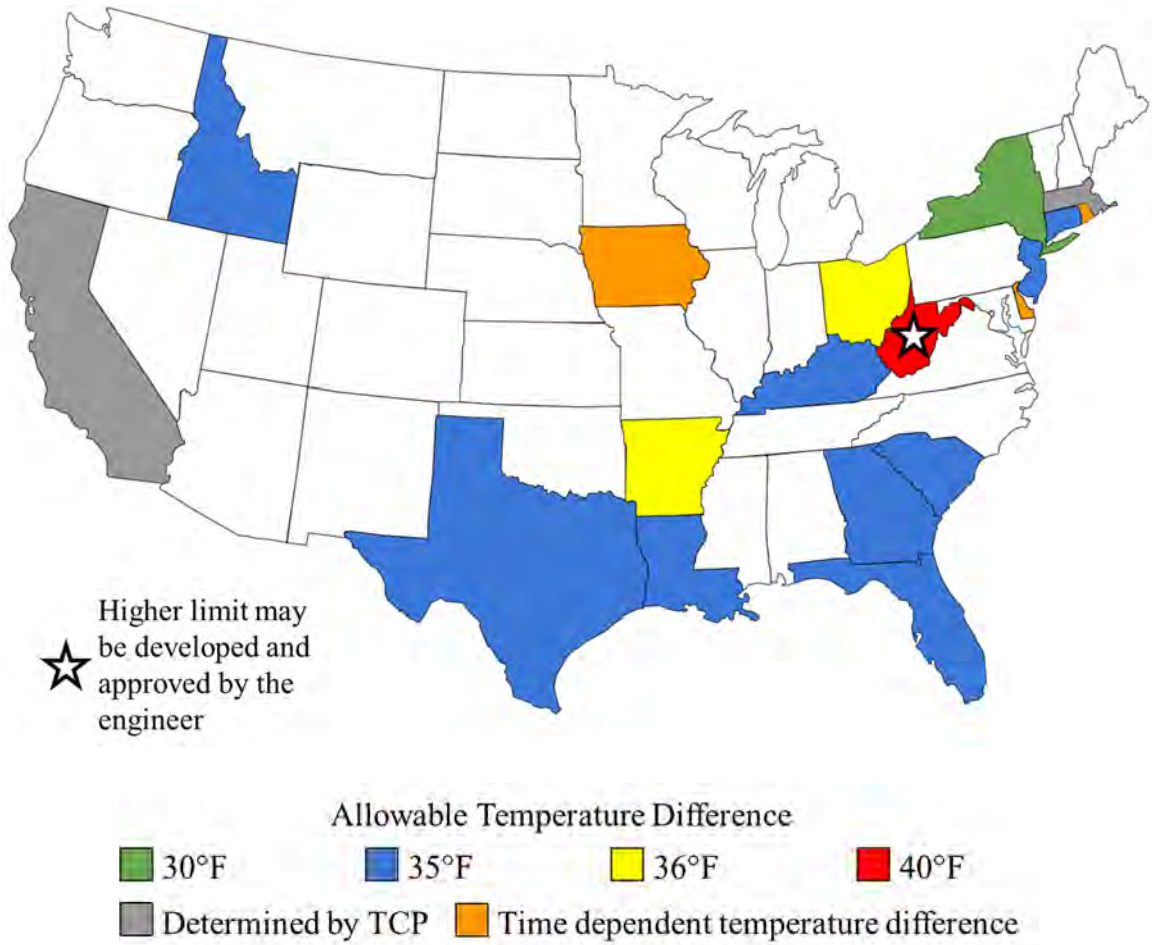 Higher limit may
be developed and
approved by the
engineer
Allowable Temperature Difference
30°F 35°F 36°F 40°F
Determined by TCP Time dependent temperature difference